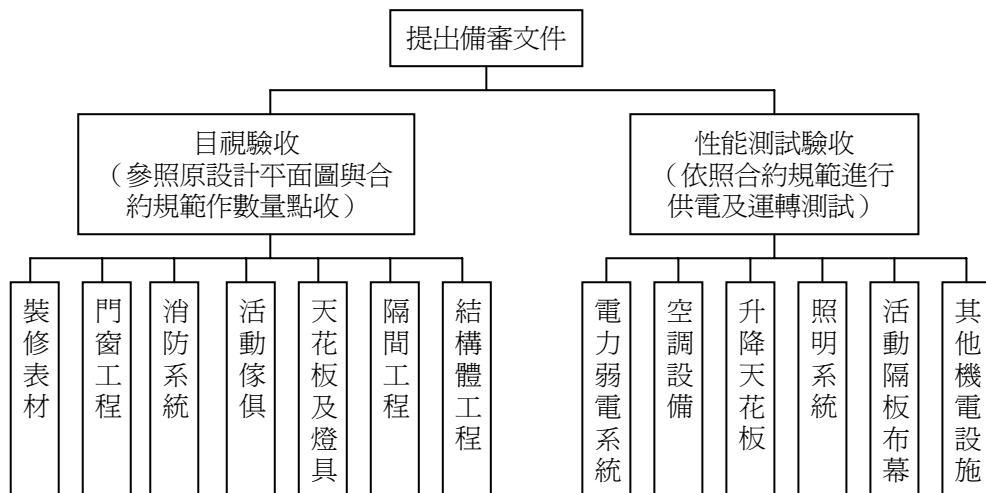 提出備審文件
目視驗收
（參照原設計平面圖與合
約規範作數量點收）
性能測試驗收
（依照合約規範進行
供電及運轉測試）
裝修表材
門窗工程
消防系統
活動傢俱
天花板及燈具
隔間工程
結構體工程
電力弱電系統
空調設備
升降天花板
照明系統
活動隔板布幕
其他機電設施